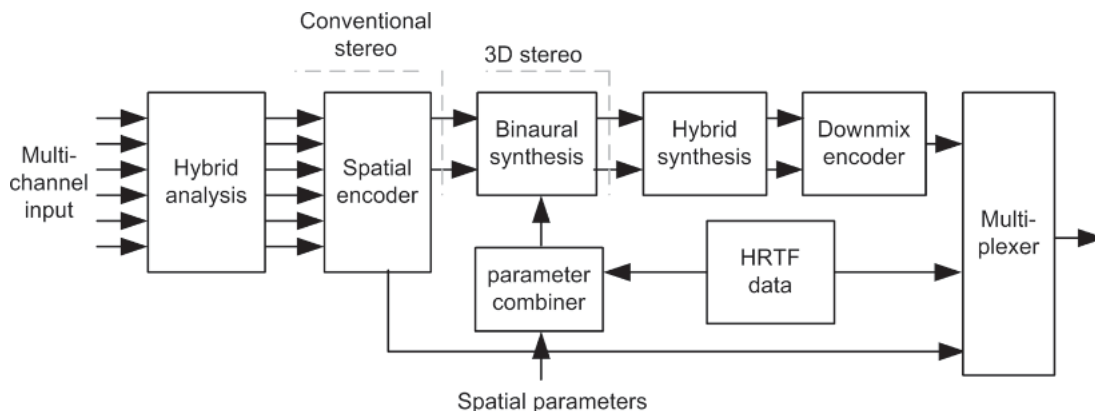 Conventional
stereo
3D stereo
Multi-
channel
input
Hybrid
analysis
Spatial
encoder
Binaural
synthesis
Hybrid
synthesis
Downmix
encoder
Multi-
plexer
parameter
combiner
HRTF
data
Spatial parameters